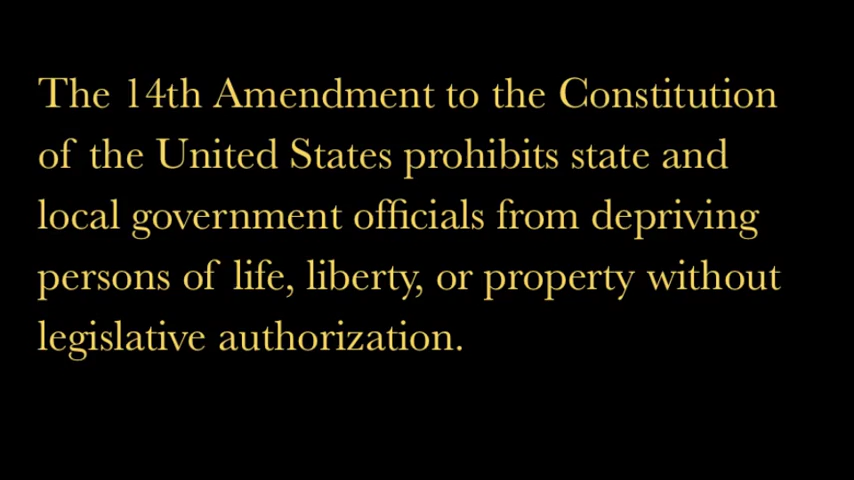 The 14th Amendment to the Constitution
of the United States prohibits state and
local government officials from depriving
persons of life, liberty, or property without
legislative authorization.